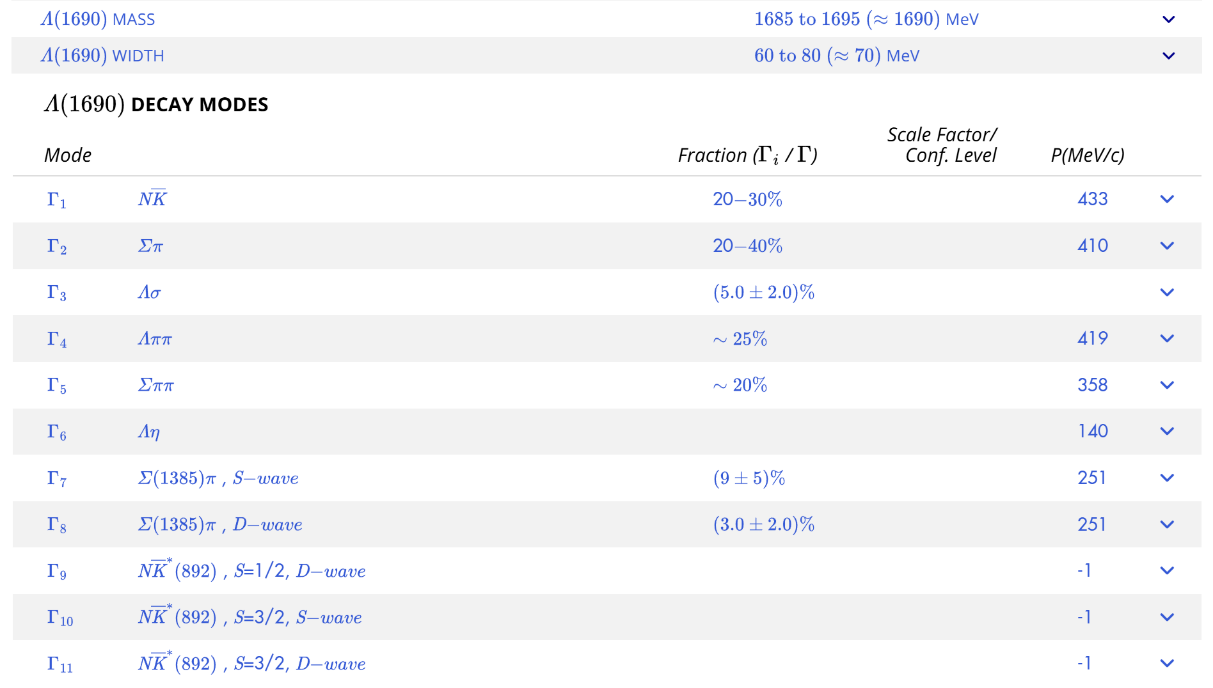 Λ(1690) MASS 1685 to 1695 (≈ 1690) MeV
Λ(1690) WIDTH 60 to 80 (≈ 70) MeV
Λ(1690) DECAY MODES
Mode Fraction (Γᵢ / Γ) Scale Factor/ Conf. Level P(MeV/c)
Γ₁ NK̅ 20−30% 433
Γ₂ Σπ 20−40% 410
Γ₃ Λσ (5.0 ± 2.0)%
Γ₄ Λππ ∼ 25% 419
Γ₅ Σππ ∼ 20% 358
Γ₆ Λη 140
Γ₇ Σ(1385)π , S−wave (9 ± 5)% 251
Γ₈ Σ(1385)π , D−wave (3.0 ± 2.0)% 251
Γ₉ NK̅*(892) , S=1/2, D−wave -1
Γ₁₀ NK̅*(892) , S=3/2, S−wave -1
Γ₁₁ NK̅*(892) , S=3/2, D−wave -1